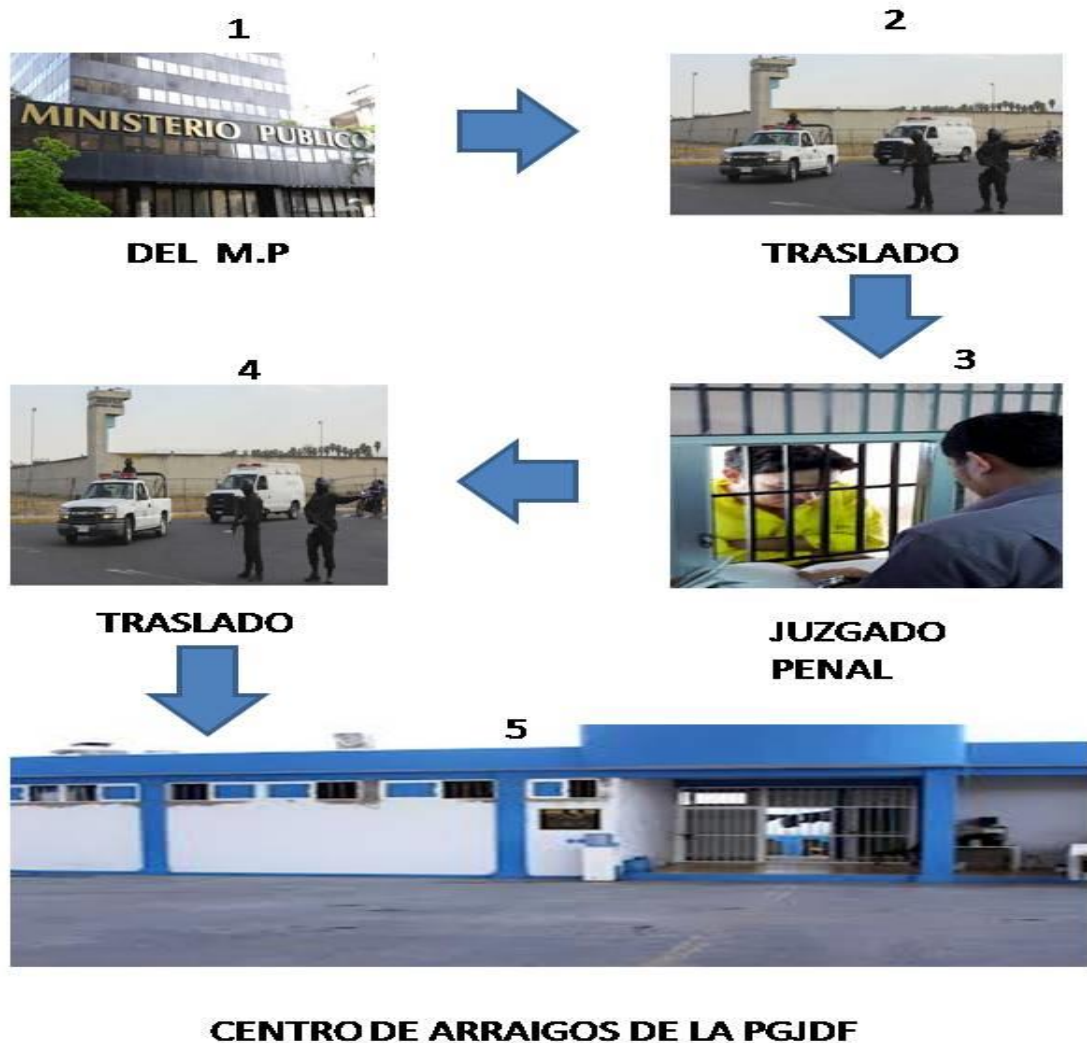 1
MINISTERIO PUBLICO
DEL M.P
2
TRASLADO
3
JUZGADO
PENAL
4
TRASLADO
5
CENTRO DE ARRAIGOS DE LA PGJDF